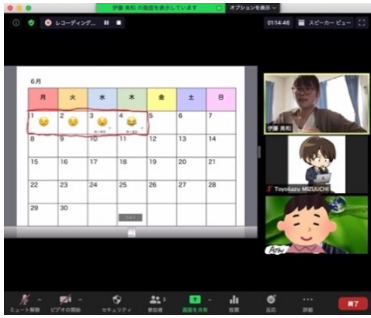 伊藤 美和 の画面を表示しています
オプションを表示
レコーディング...
01:14:46
スピーカー ビュー
6月
月 火 水 木 金 土 日
1 2 3 4 5 6 7
8 9 10 11 12 13 14
15 16 17 18 19 20 21
22 23 24 25 26 27 28
29 30
伊藤 美和
Toyokazu MIZUUCHI
ミュート解除
ビデオの開始
セキュリティ
参加者
3
画面を共有
投票
反応
詳細
終了